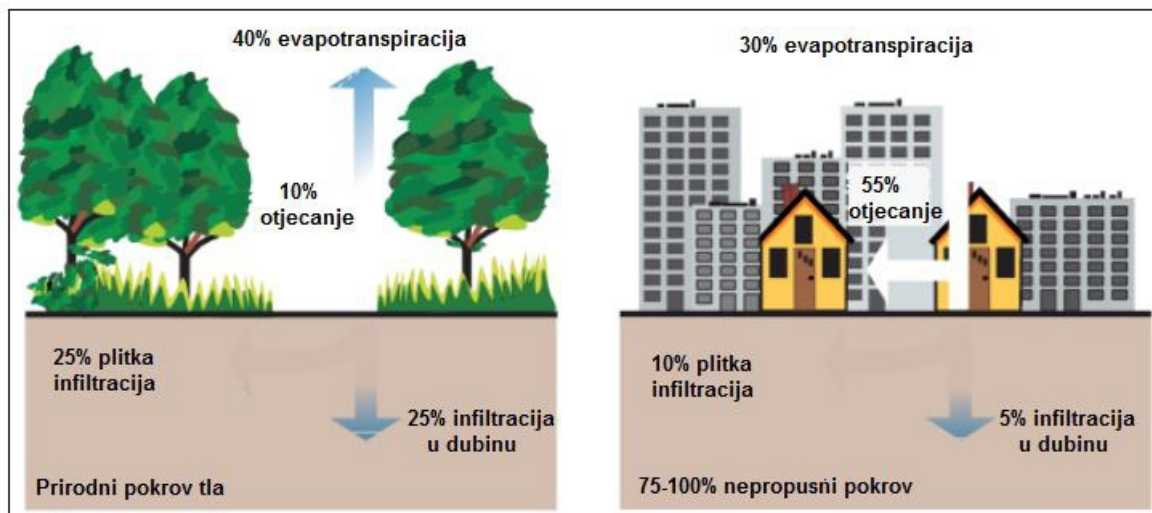 40% evapotranspiracija
10%
otjecanje
25% plitka
infiltracija
25% infiltracija
u dubinu
Prirodni pokrov tla
30% evapotranspiracija
55%
otjecanje
10% plitka
infiltracija
5% infiltracija
u dubinu
75-100% nepropusni pokrov